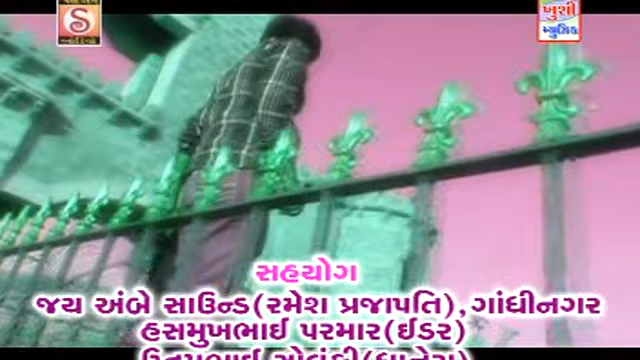 S
ખુશી
મ્યુઝિક
સહયોગ
જય અંબે સાઉન્ડ(રમેશ પ્રજાપતિ),ગાંધીનગર
હસમુખભાઈ પરમાર(ઈડર)